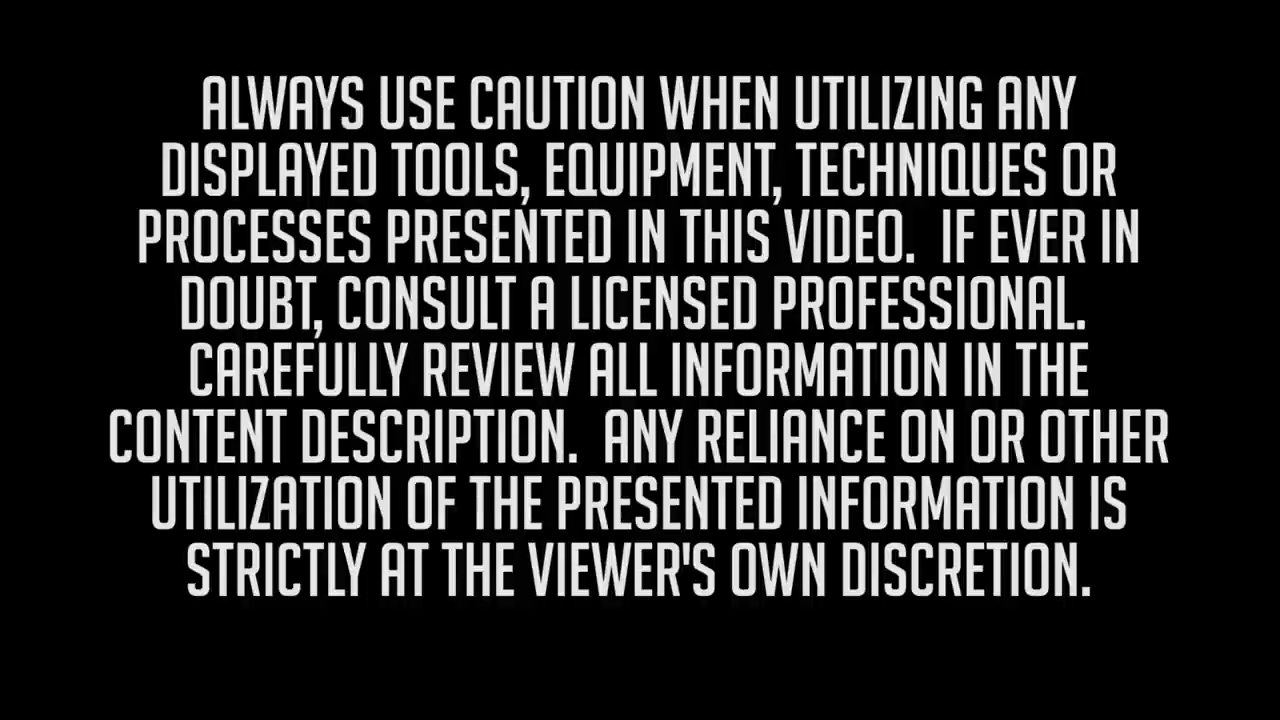 ALWAYS USE CAUTION WHEN UTILIZING ANY
DISPLAYED TOOLS, EQUIPMENT, TECHNIQUES OR
PROCESSES PRESENTED IN THIS VIDEO.  IF EVER IN
DOUBT, CONSULT A LICENSED PROFESSIONAL.
CAREFULLY REVIEW ALL INFORMATION IN THE
CONTENT DESCRIPTION.  ANY RELIANCE ON OR OTHER
UTILIZATION OF THE PRESENTED INFORMATION IS
STRICTLY AT THE VIEWER'S OWN DISCRETION.